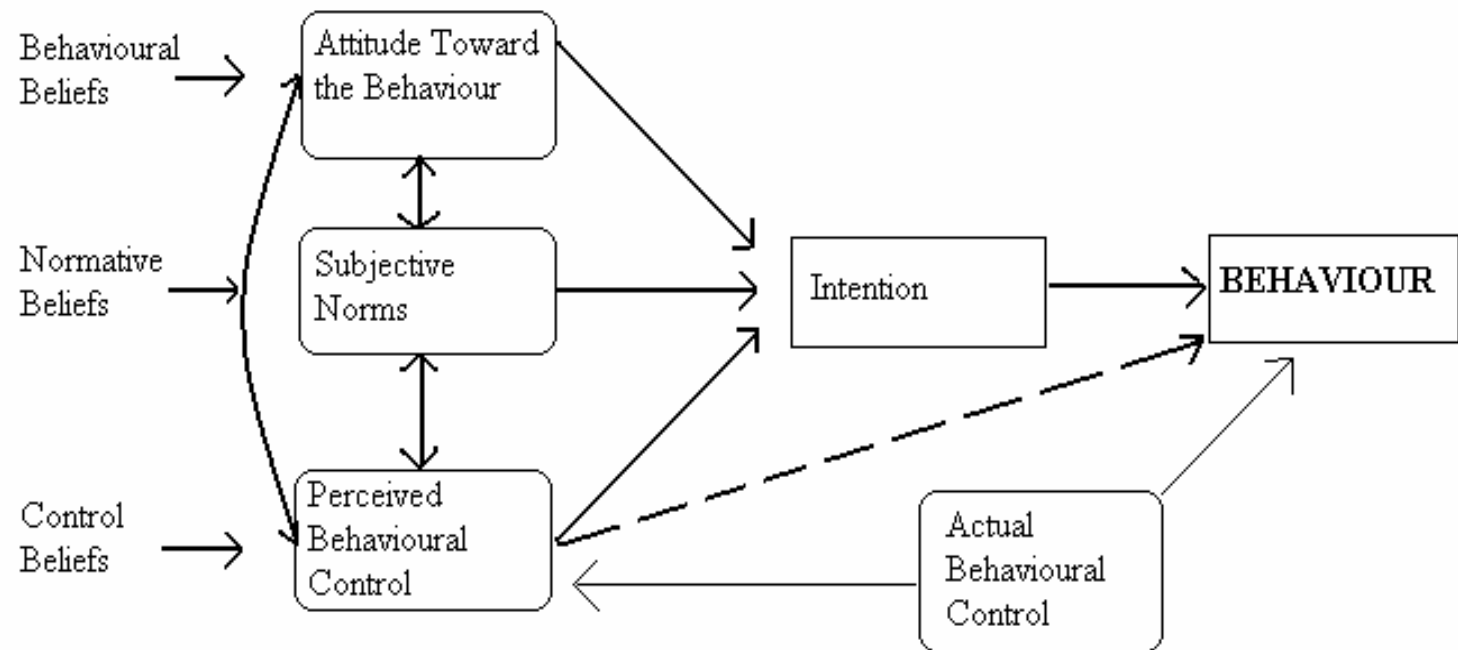 Behavioural
Beliefs
Attitude Toward
the Behaviour
Normative
Beliefs
Subjective
Norms
Intention
BEHAVIOUR
Control
Beliefs
Perceived
Behavioural
Control
Actual
Behavioural
Control